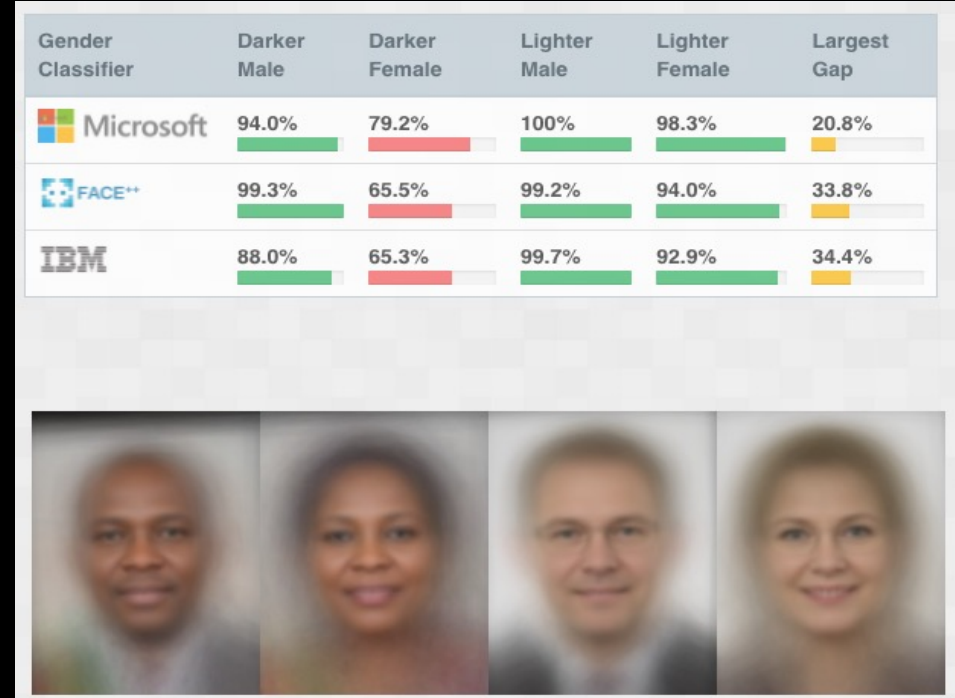 Gender Classifier Darker Male Darker Female Lighter Male Lighter Female Largest Gap
Microsoft 94.0% 79.2% 100% 98.3% 20.8%
FACE++ 99.3% 65.5% 99.2% 94.0% 33.8%
IBM 88.0% 65.3% 99.7% 92.9% 34.4%